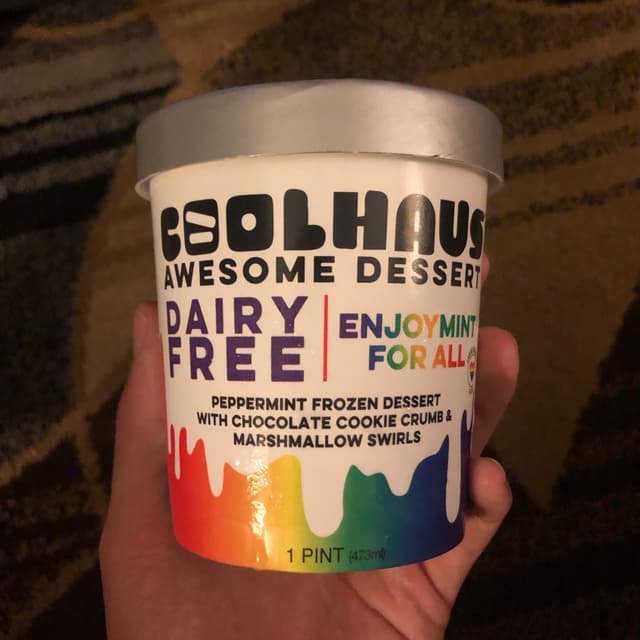 COOLHAUS
AWESOME DESSERT
DAIRY FREE
ENJOYMINT FOR ALL
PEPPERMINT FROZEN DESSERT
WITH CHOCOLATE COOKIE CRUMB &
MARSHMALLOW SWIRLS
1 PINT (473ml)